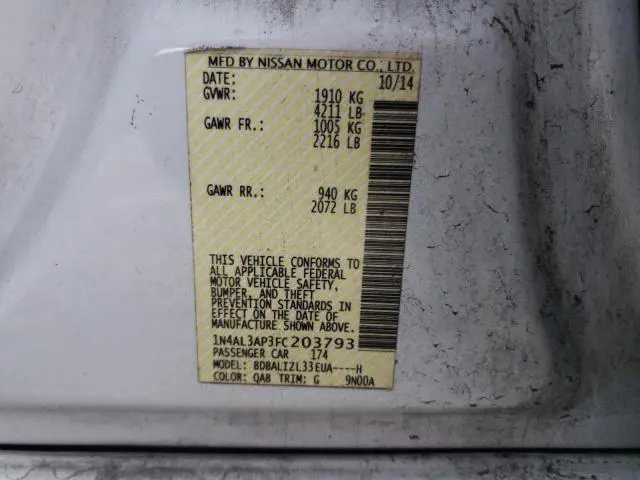 MFD BY NISSAN MOTOR CO., LTD.
DATE: 10/14
GVWR: 1910 KG
4211 LB
GAWR FR.: 1005 KG
2216 LB
GAWR RR.: 940 KG
2072 LB
THIS VEHICLE CONFORMS TO
ALL APPLICABLE FEDERAL
MOTOR VEHICLE SAFETY,
BUMPER, AND THEFT
PREVENTION STANDARDS IN
EFFECT ON THE DATE OF
MANUFACTURE SHOWN ABOVE.
1N4AL3AP3FC203793
PASSENGER CAR 174
MODEL: BDBALIZL33EUA----H
COLOR: QAB TRIM: G 9N00A